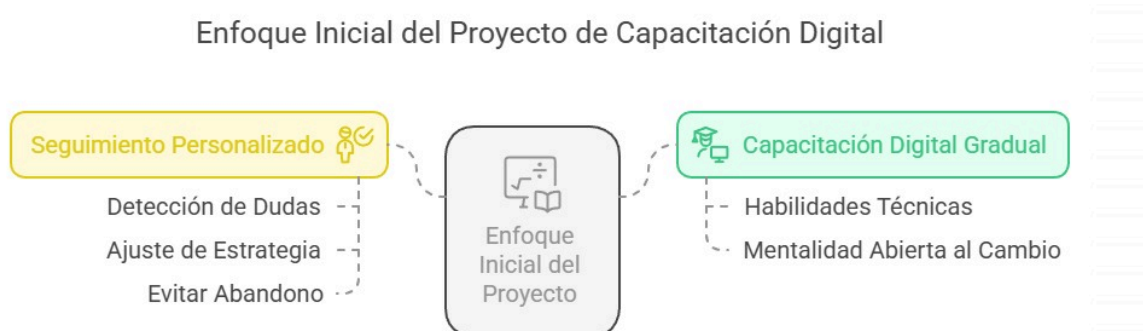 Enfoque Inicial del Proyecto de Capacitación Digital
Seguimiento Personalizado
Detección de Dudas
Ajuste de Estrategia
Evitar Abandono
Enfoque
Inicial del
Proyecto
Capacitación Digital Gradual
Habilidades Técnicas
Mentalidad Abierta al Cambio